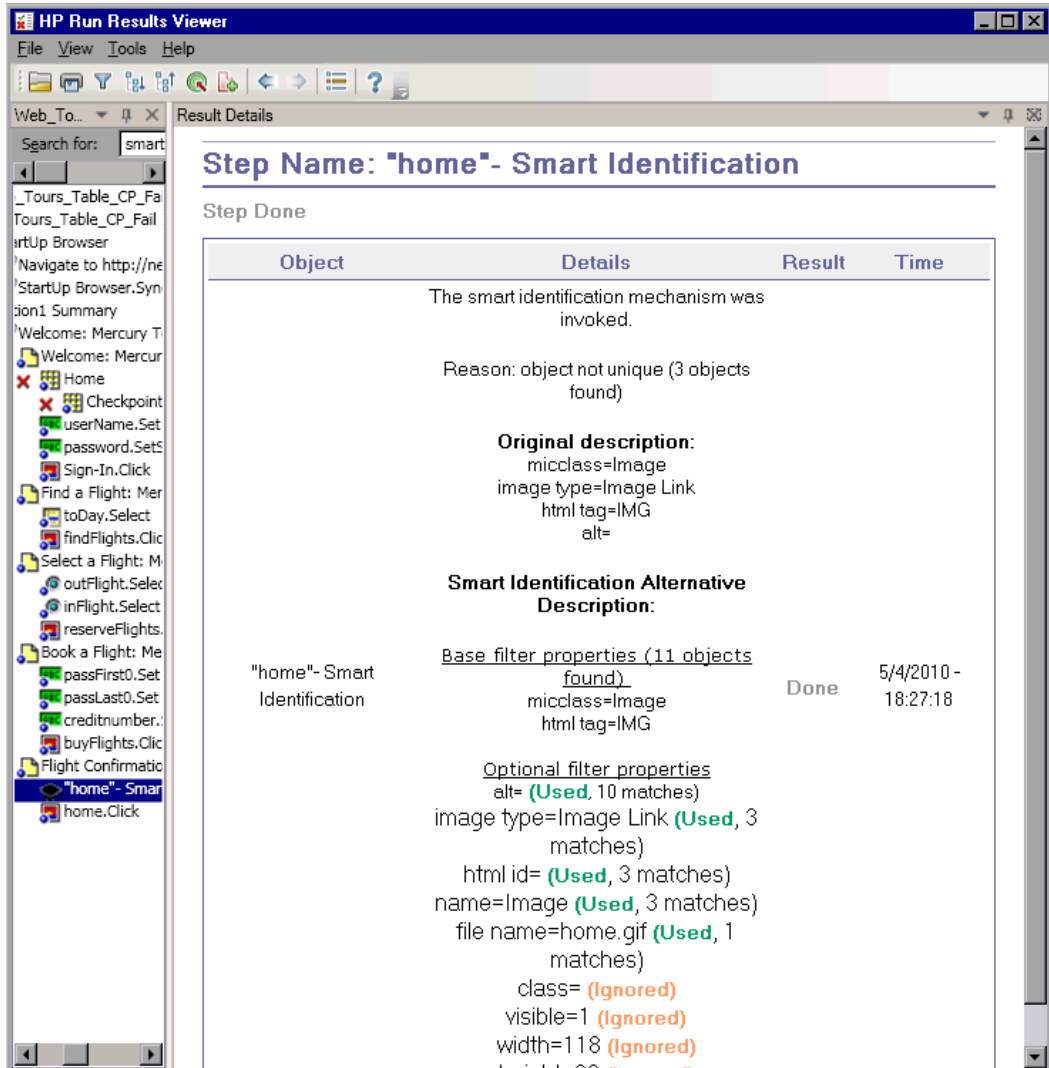 HP Run Results Viewer
File View Tools Help
Web_To...
Search for: smart
_Tours_Table_CP_Fai
Tours_Table_CP_Fail
artUp Browser
Navigate to http://ne
StartUp Browser.Syn
tion1 Summary
Welcome: Mercury T
Welcome: Mercur
Home
Checkpoint
userName.Set
password.SetS
Sign-In.Click
Find a Flight: Mer
toDay.Select
findFlights.Clic
Select a Flight: M
outFlight.Selec
inFlight.Select
reserveFlights.
Book a Flight: Me
passFirst0.Set
passLast0.Set
creditnumber.
buyFlights.Clic
Flight Confirmatio
"home"- Smar
home.Click
Result Details
Step Name: "home"- Smart Identification
Step Done
Object Details Result Time
The smart identification mechanism was
invoked.
Reason: object not unique (3 objects
found)
Original description:
micclass=Image
image type=Image Link
html tag=IMG
alt=
Smart Identification Alternative
Description:
Base filter properties (11 objects
found)
micclass=Image
html tag=IMG
"home"- Smart
Identification
Done
5/4/2010 -
18:27:18
Optional filter properties
alt= (Used, 10 matches)
image type=Image Link (Used, 3
matches)
html id= (Used, 3 matches)
name=Image (Used, 3 matches)
file name=home.gif (Used, 1
matches)
class= (Ignored)
visible=1 (Ignored)
width=118 (Ignored)